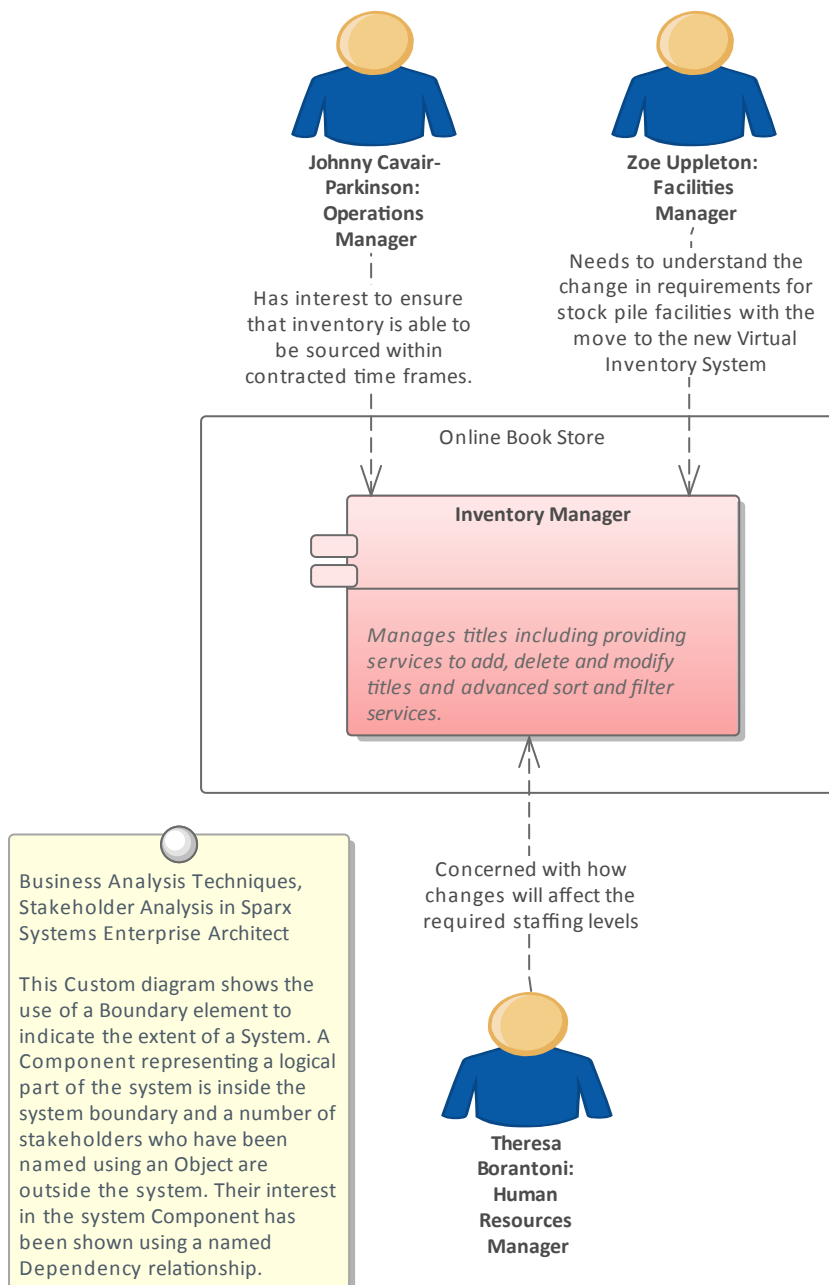 Johnny Cavair-
Parkinson:
Operations
Manager
Zoe Uppleton:
Facilities
Manager
Has interest to ensure
that inventory is able to
be sourced within
contracted time frames.
Needs to understand the
change in requirements for
stock pile facilities with the
move to the new Virtual
Inventory System
Online Book Store
Inventory Manager
Manages titles including providing
services to add, delete and modify
titles and advanced sort and filter
services.
Concerned with how
changes will affect the
required staffing levels
Theresa
Borantoni:
Human
Resources
Manager
Business Analysis Techniques,
Stakeholder Analysis in Sparx
Systems Enterprise Architect
This Custom diagram shows the
use of a Boundary element to
indicate the extent of a System. A
Component representing a logical
part of the system is inside the
system boundary and a number of
stakeholders who have been
named using an Object are
outside the system. Their interest
in the system Component has
been shown using a named
Dependency relationship.